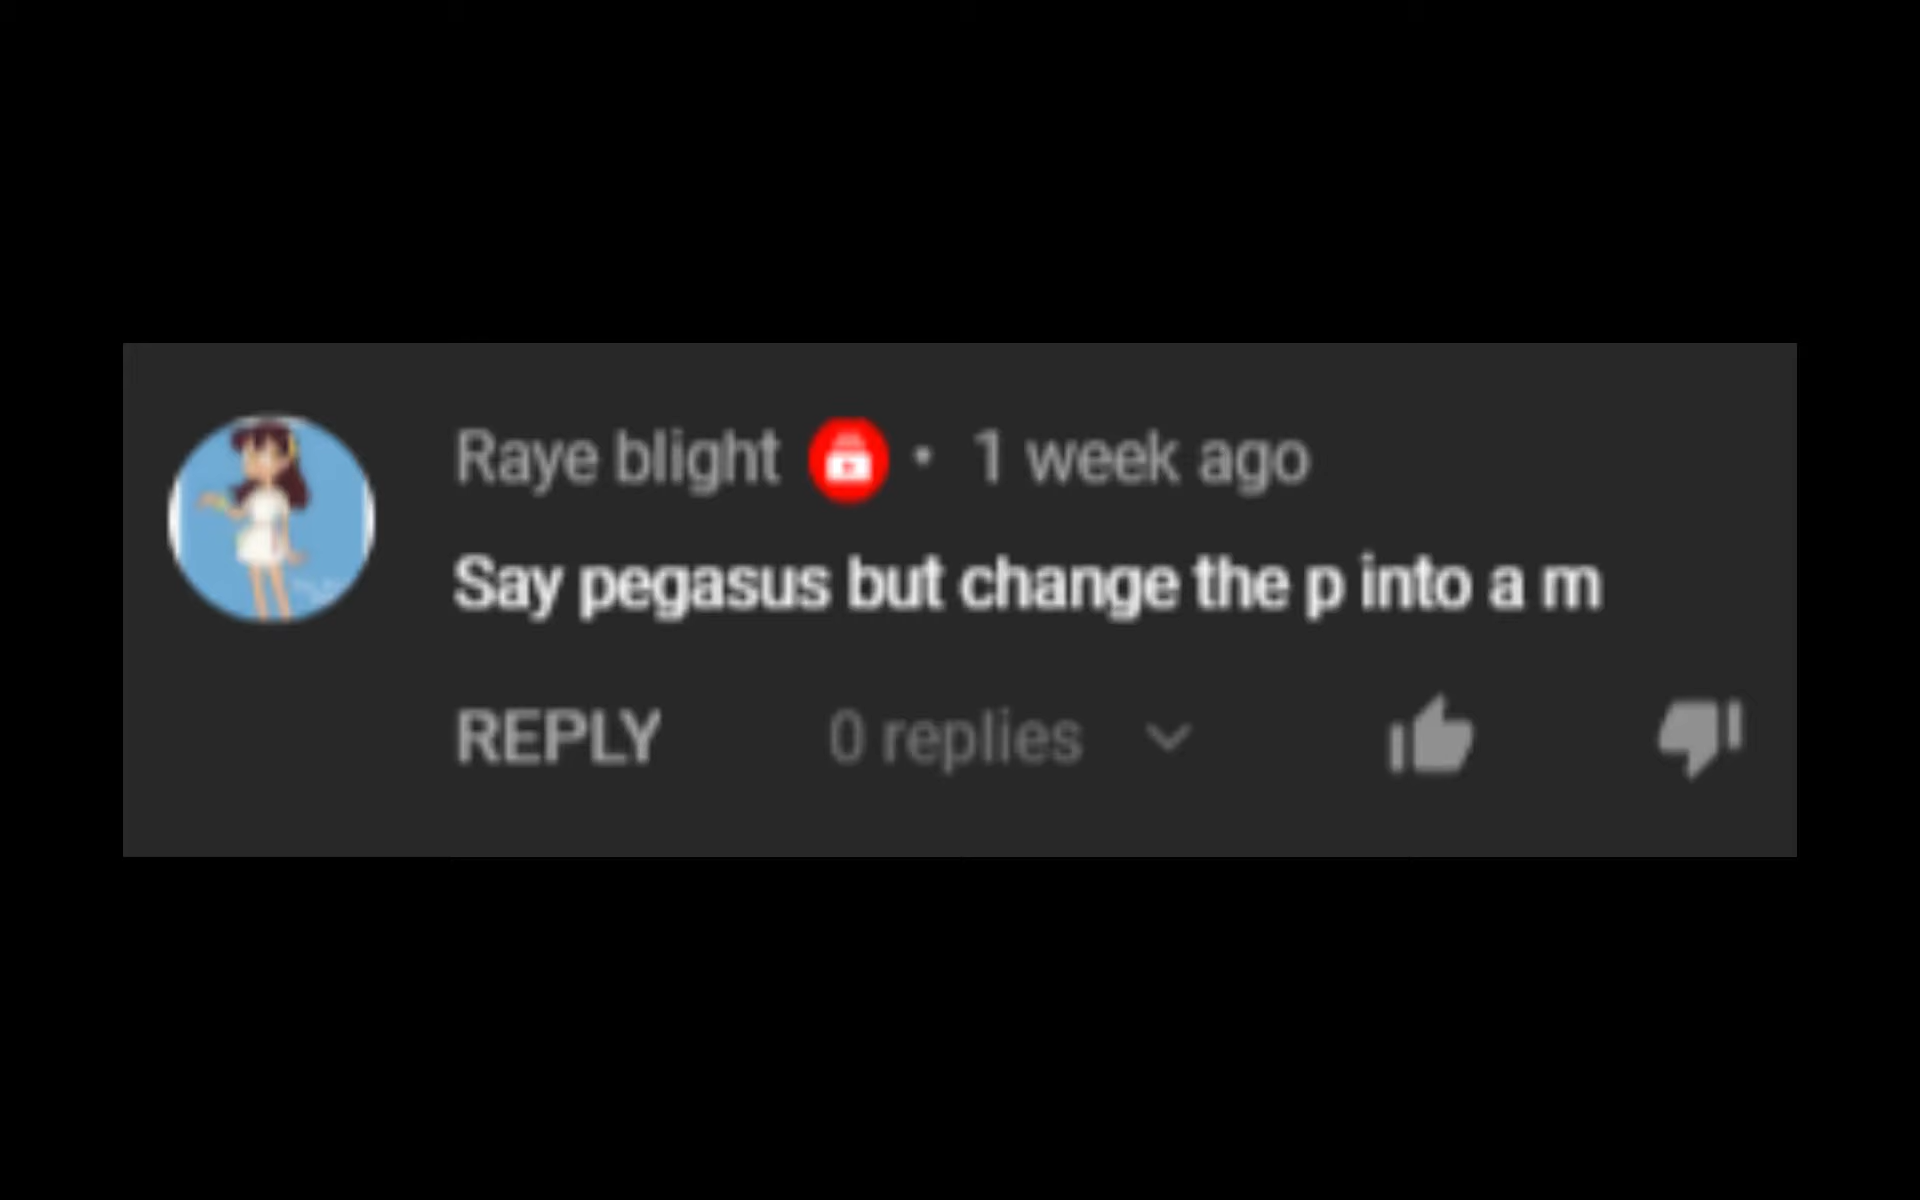 Raye blight • 1 week ago
Say pegasus but change the p into a m
REPLY 0 replies